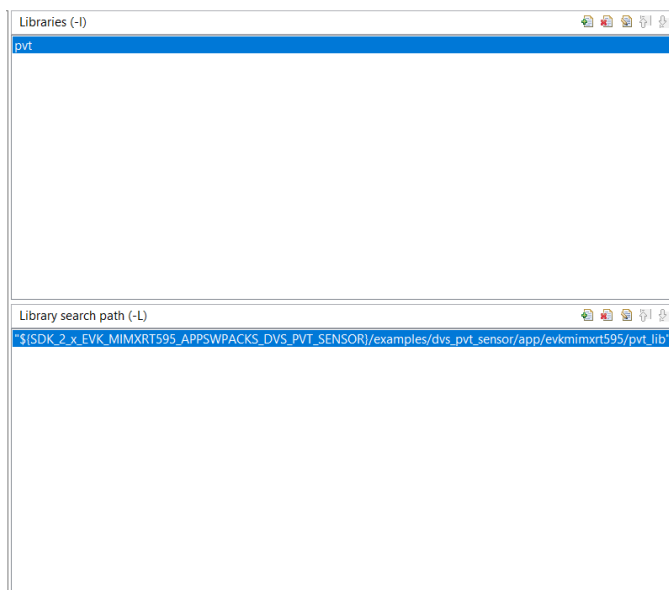 Libraries (-l)
pvt
Library search path (-L)
"${SDK_2_x_EVK_MIMXRT595_APPSWPACKS_DVS_PVT_SENSOR}/examples/dvs_pvt_sensor/app/evkmimxrt595/pvt_lib"